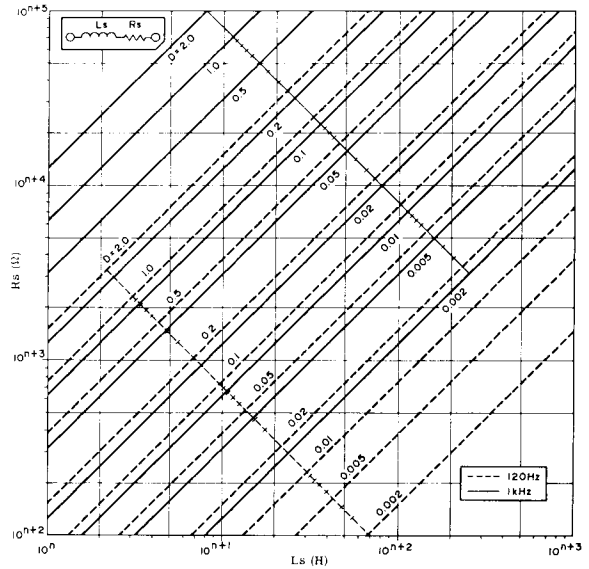 Ls Rs
10ⁿ⁺⁵
10ⁿ⁺⁴
10ⁿ⁺³
10ⁿ⁺²
Rs (Ω)
D=2.0
1.0
0.5
0.2
0.1
0.05
0.02
0.01
0.005
0.002
D=2.0
1.0
0.5
0.2
0.1
0.05
0.02
0.01
0.005
0.002
120Hz
1kHz
10ⁿ 10ⁿ⁺¹ 10ⁿ⁺² 10ⁿ⁺³
Ls (H)